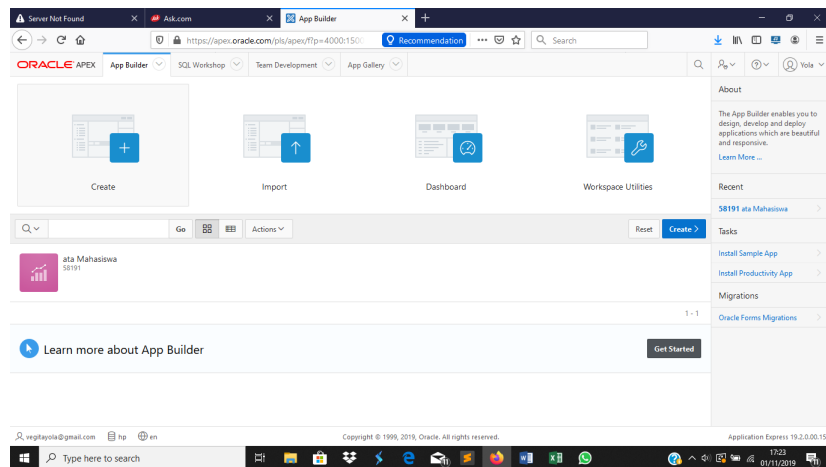 Server Not Found
Ask.com
App Builder
https://apex.oracle.com/pls/apex/f?p=4000:1500
Recommendation
Search
ORACLE APEX
App Builder
SQL Workshop
Team Development
App Gallery
Yola
Create
Import
Dashboard
Workspace Utilities
About
The App Builder enables you to
design, develop and deploy
applications which are beautiful
and responsive.
Learn More ...
Recent
58191 ata Mahasiswa
Go
Actions
Reset
Create >
Tasks
ata Mahasiswa
58191
Install Sample App
Install Productivity App
Migrations
1 - 1
Oracle Forms Migrations
Learn more about App Builder
Get Started
vegitayola@gmail.com
hp
en
Copyright © 1999, 2019, Oracle. All rights reserved.
Application Express 19.2.0.00.15
Type here to search
17:23
01/11/2019